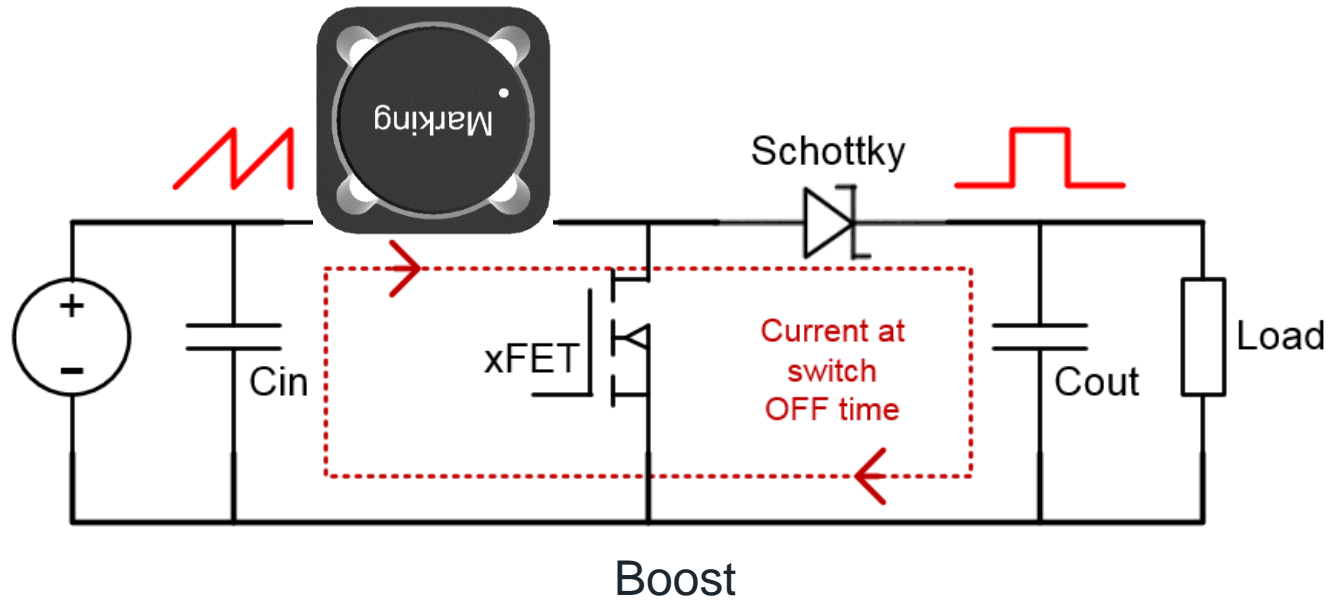 Marking
Schottky
+
-
Cin
xFET
Current at
switch
OFF time
Cout
Load
Boost